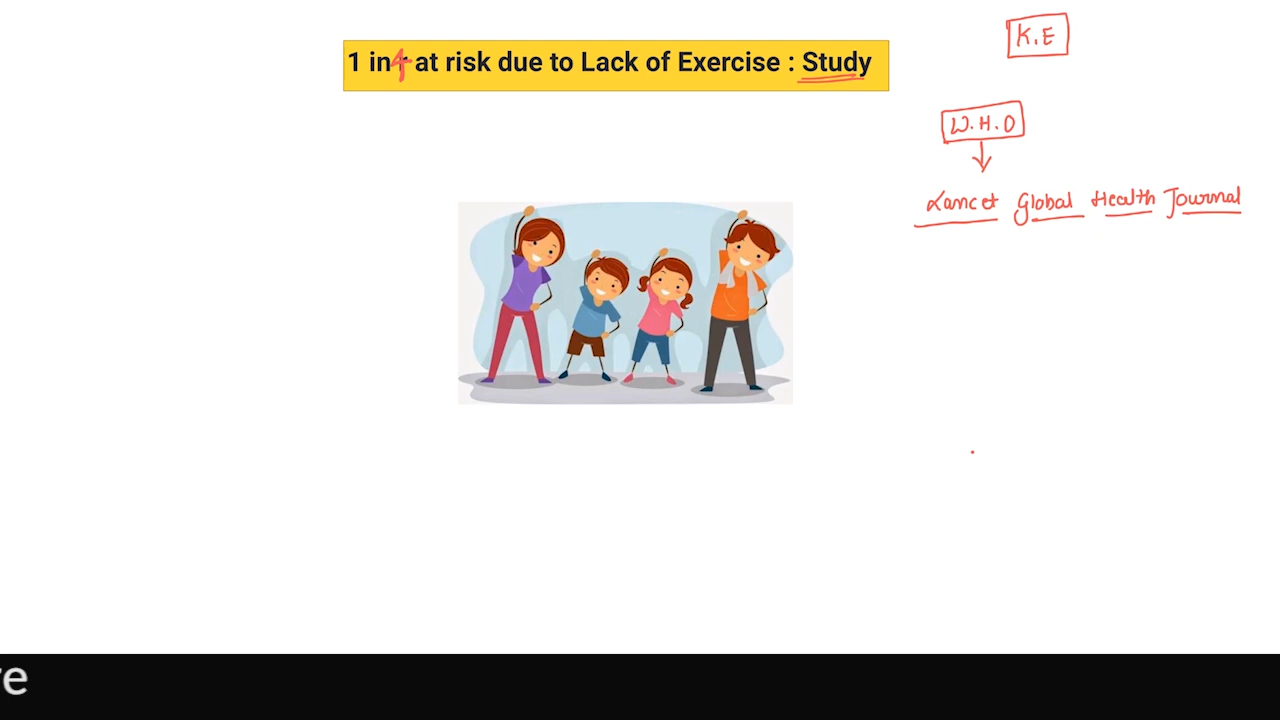 K.E
1 in 4 at risk due to Lack of Exercise : Study
W.H.O
Lancet Global Health Journal
re